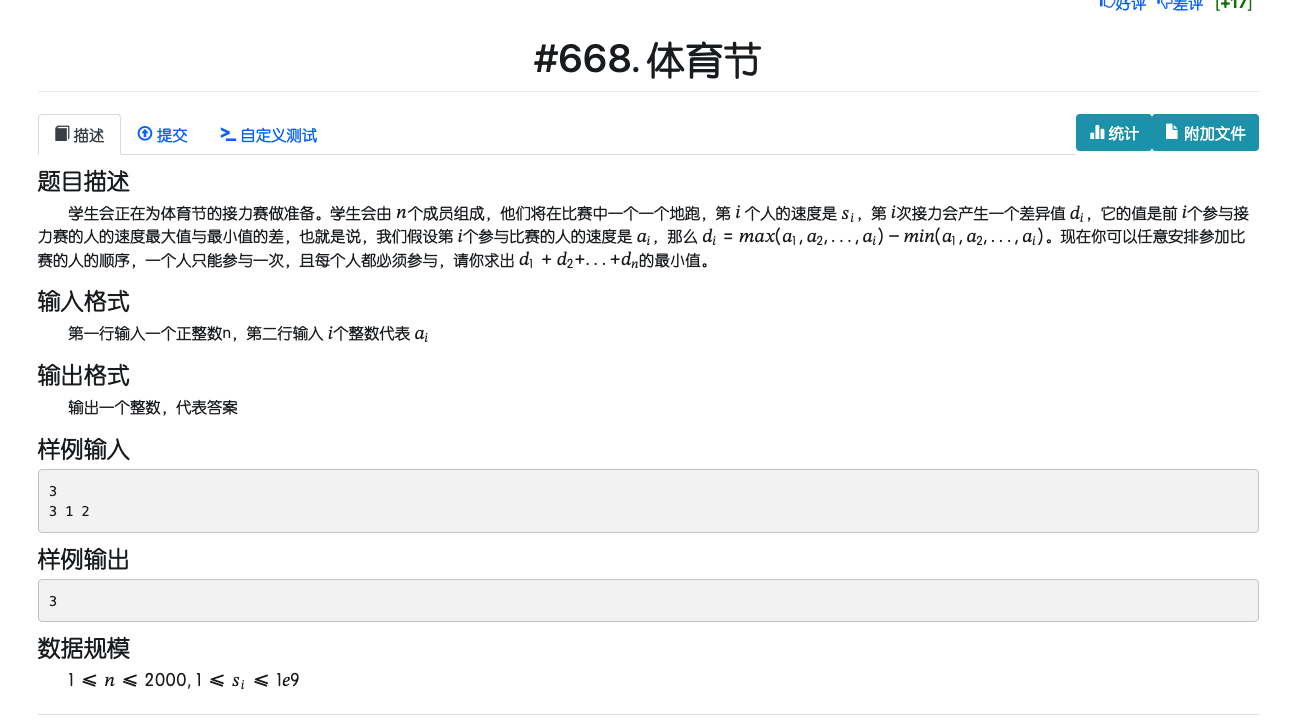 好评 差评 [+17]
#668. 体育节
描述 提交 自定义测试 统计 附加文件
题目描述
学生会正在为体育节的接力赛做准备。学生会由 n个成员组成，他们将在比赛中一个一个地跑，第 i 个人的速度是 s_i，第 i次接力会产生一个差异值 d_i，它的值是前 i个参与接
力赛的人的速度最大值与最小值的差，也就是说，我们假设第 i个参与比赛的人的速度是 a_i，那么 d_i = max(a_1, a_2, . . . , a_i) − min(a_1, a_2, . . . , a_i)。现在你可以任意安排参加比
赛的人的顺序，一个人只能参与一次，且每个人都必须参与，请你求出 d_1 + d_2+. . . +d_n的最小值。
输入格式
第一行输入一个正整数n，第二行输入 i个整数代表 a_i
输出格式
输出一个整数，代表答案
样例输入
3
3 1 2
样例输出
3
数据规模
1 ⩽ n ⩽ 2000, 1 ⩽ s_i ⩽ 1e9